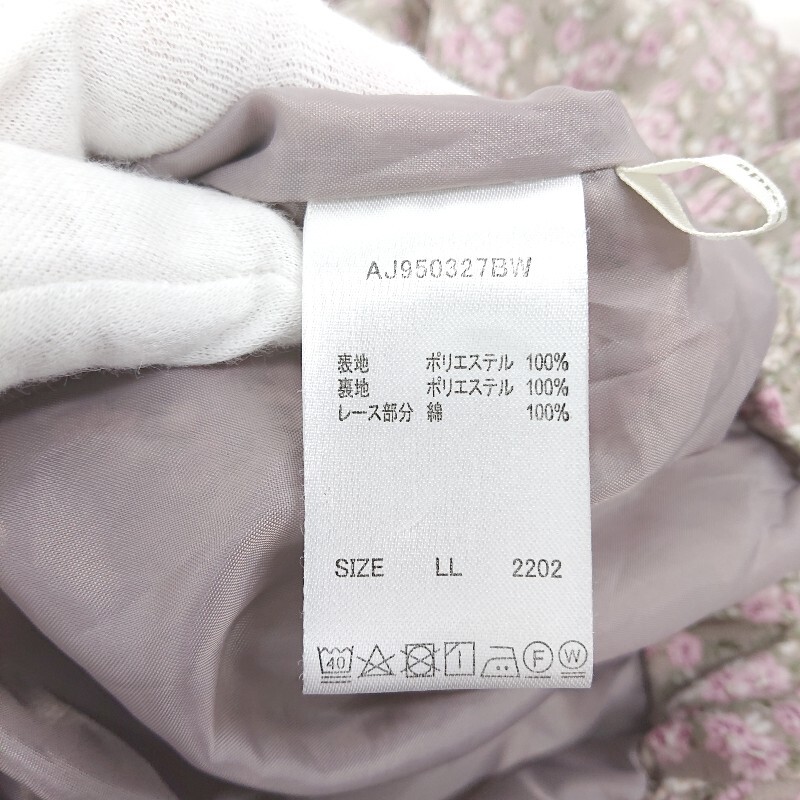 AJ950327BW
表地 ポリエステル 100%
裏地 ポリエステル 100%
レース部分 綿 100%
SIZE LL 2202
40 F W